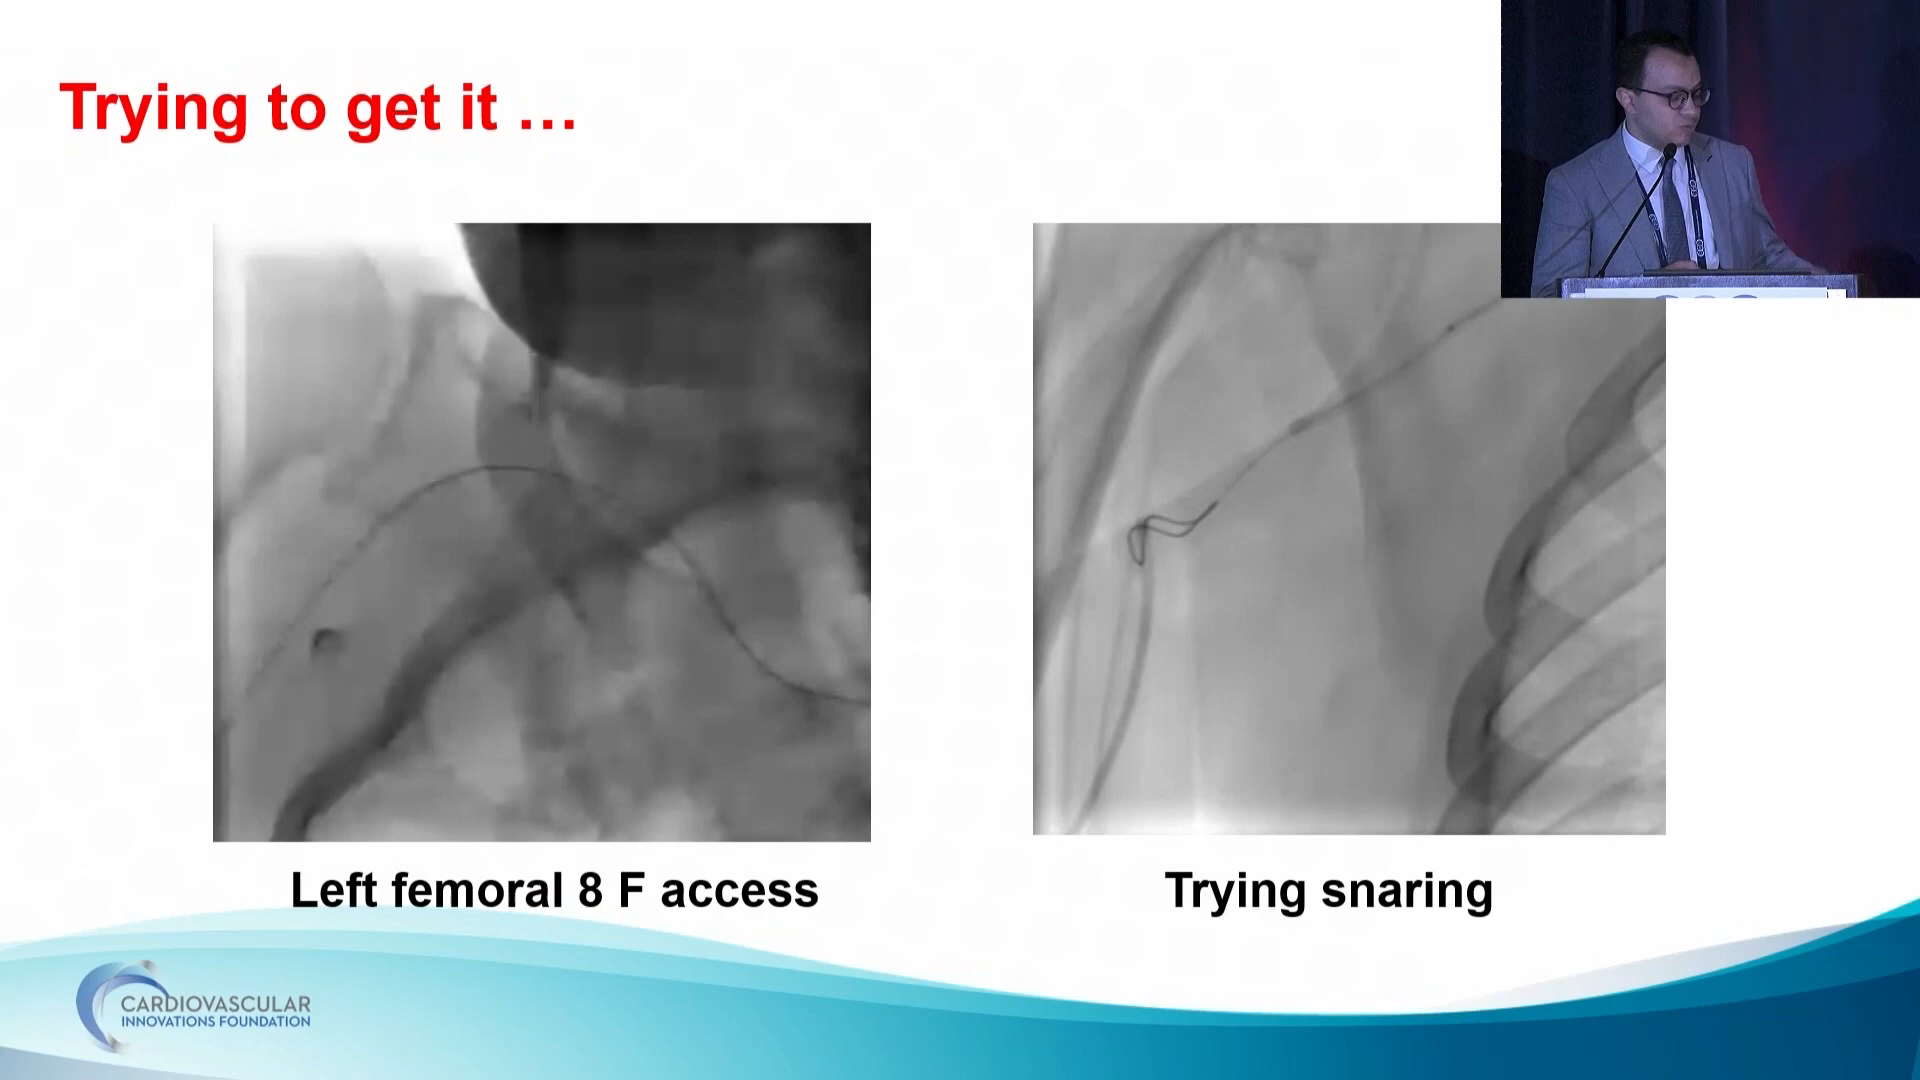 Trying to get it …
Left femoral 8 F access
Trying snaring
CARDIOVASCULAR
INNOVATIONS FOUNDATION